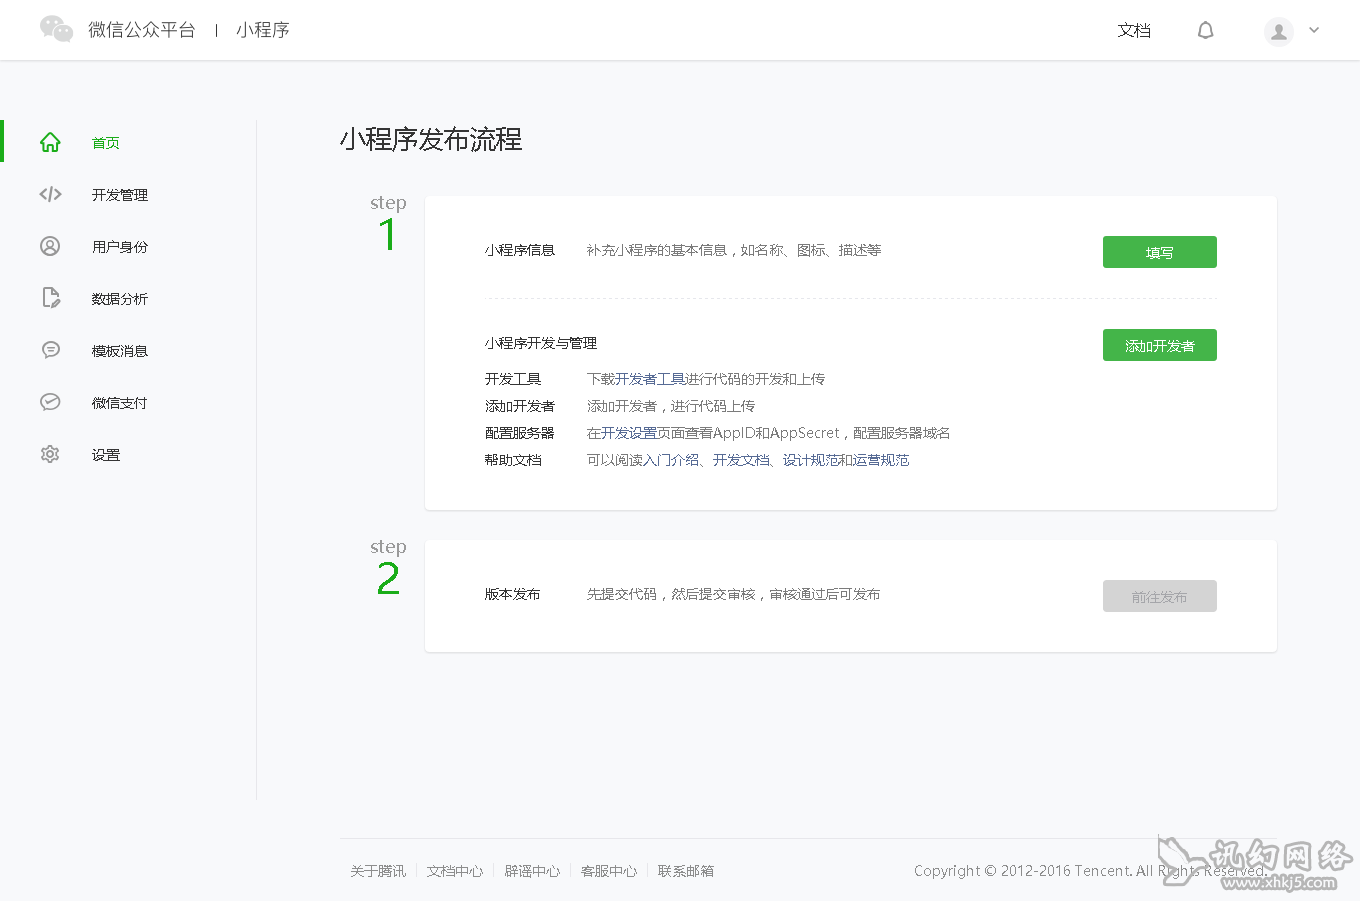 微信公众平台 | 小程序
文档
首页
开发管理
用户身份
数据分析
模板消息
微信支付
设置
小程序发布流程
step
1
小程序信息 补充小程序的基本信息，如名称、图标、描述等 填写
小程序开发与管理 添加开发者
开发工具 下载开发者工具进行代码的开发和上传
添加开发者 添加开发者，进行代码上传
配置服务器 在开发设置页面查看AppID和AppSecret，配置服务器域名
帮助文档 可以阅读入门介绍、开发文档、设计规范和运营规范
step
2
版本发布 先提交代码，然后提交审核，审核通过后可发布 前往发布
关于腾讯 文档中心 辟谣中心 客服中心 联系邮箱 Copyright © 2012-2016 Tencent. All Rights Reserved.
讯幻网络
www.xhkj5.com